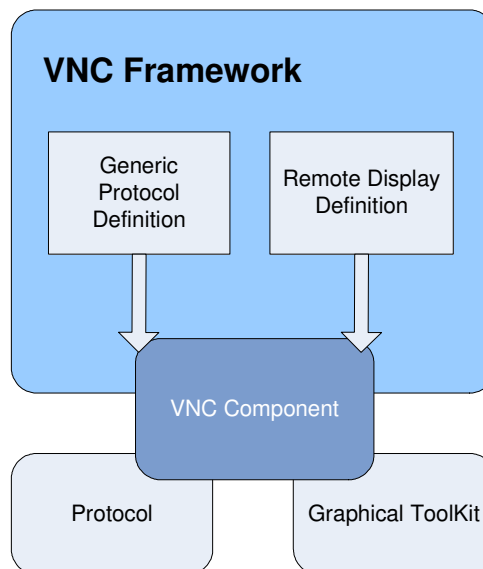 VNC Framework
Generic
Protocol
Definition
Remote Display
Definition
VNC Component
Protocol
Graphical ToolKit